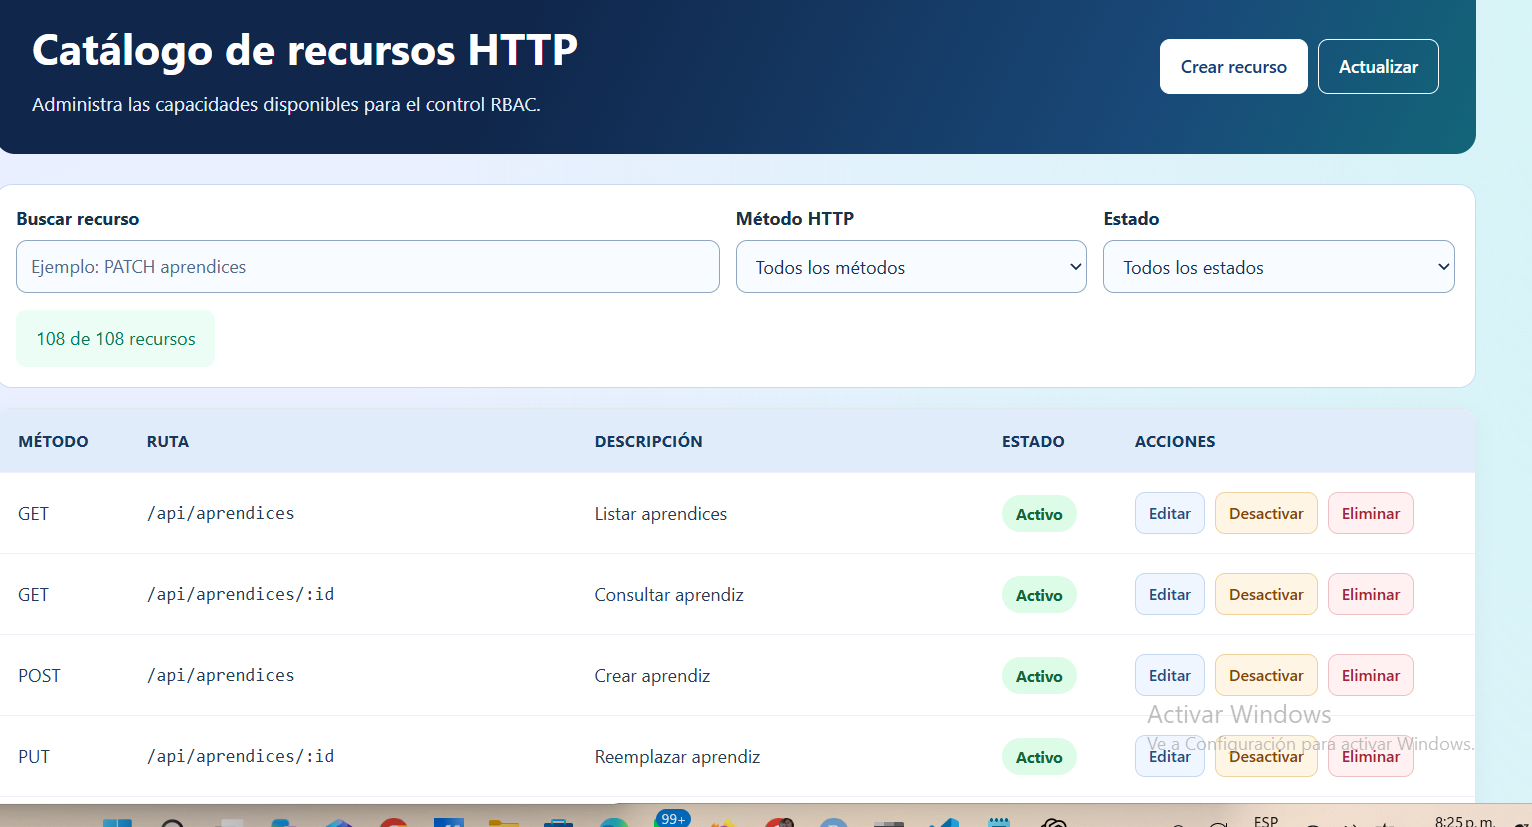 Catálogo de recursos HTTP
Administra las capacidades disponibles para el control RBAC.
Crear recurso
Actualizar
Buscar recurso
Método HTTP
Estado
Ejemplo: PATCH aprendices
Todos los métodos
Todos los estados
108 de 108 recursos
MÉTODO RUTA DESCRIPCIÓN ESTADO ACCIONES
GET /api/aprendices Listar aprendices Activo Editar Desactivar Eliminar
GET /api/aprendices/:id Consultar aprendiz Activo Editar Desactivar Eliminar
POST /api/aprendices Crear aprendiz Activo Editar Desactivar Eliminar
PUT /api/aprendices/:id Reemplazar aprendiz Activo Editar Desactivar Eliminar
Activar Windows
Ve a Configuración para activar Windows.
99+
ESP
8:25 p. m.